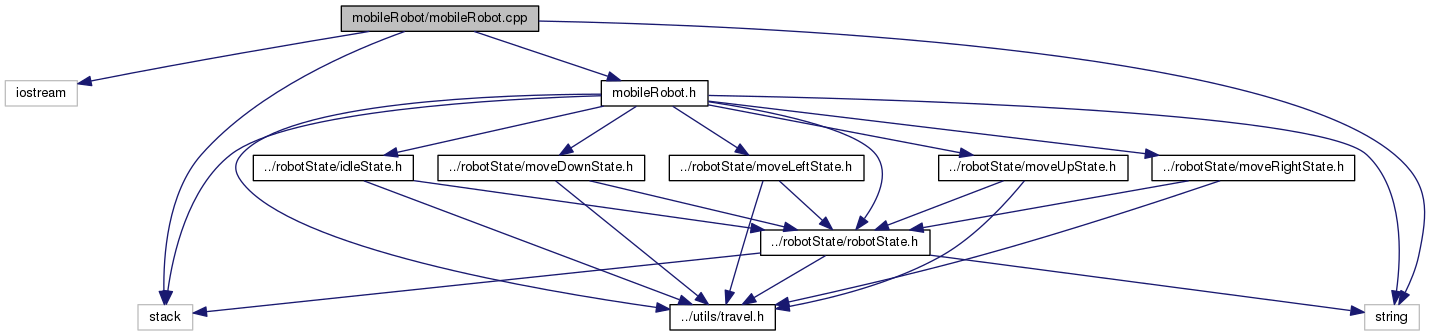 mobileRobot/mobileRobot.cpp
iostream
mobileRobot.h
../robotState/idleState.h
../robotState/moveDownState.h
../robotState/moveLeftState.h
../robotState/moveUpState.h
../robotState/moveRightState.h
../robotState/robotState.h
stack
../utils/travel.h
string